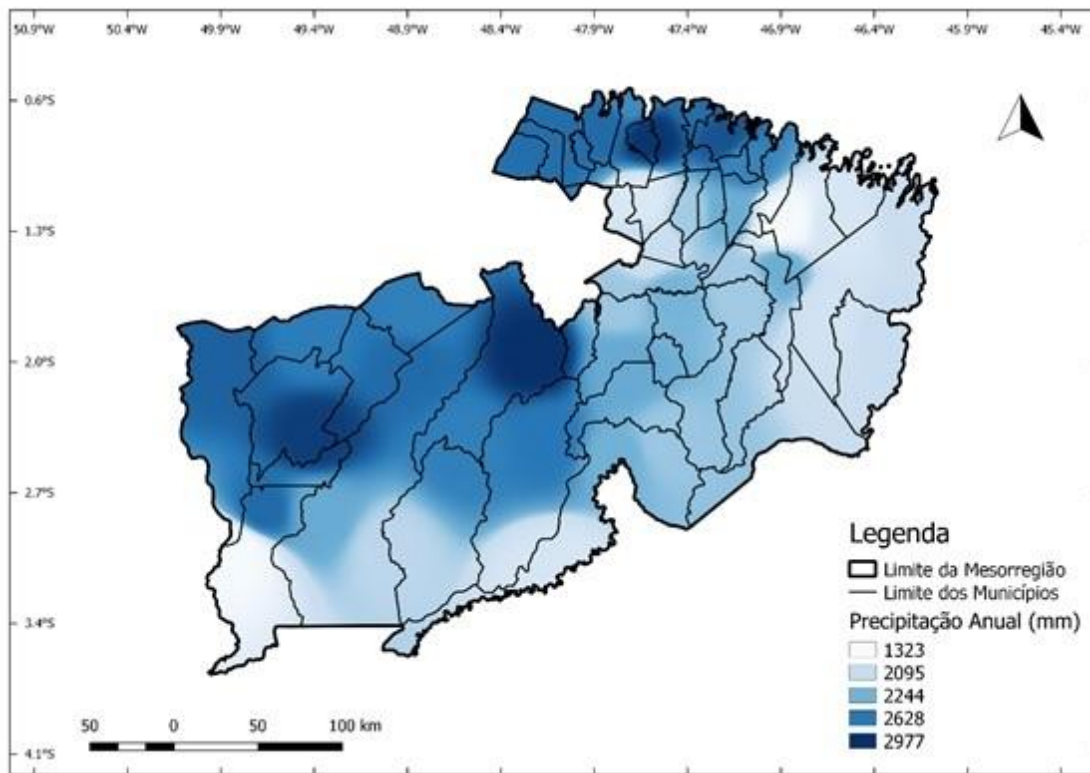 50.9°W 50.4°W 49.9°W 49.4°W 48.9°W 48.4°W 47.9°W 47.4°W 46.9°W 46.4°W 45.9°W 45.4°W
0.6°S
1.3°S
2.0°S
2.7°S
3.4°S
4.1°S
Legenda
Limite da Mesorregião
Limite dos Municípios
Precipitação Anual (mm)
1323
2095
2244
2628
2977
50 0 50 100 km